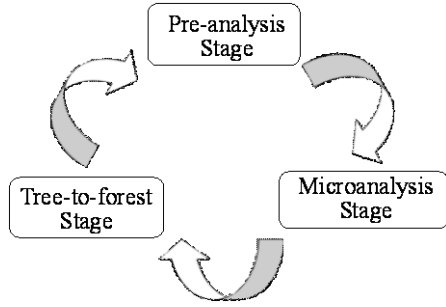 Pre-analysis
Stage
Microanalysis
Stage
Tree-to-forest
Stage